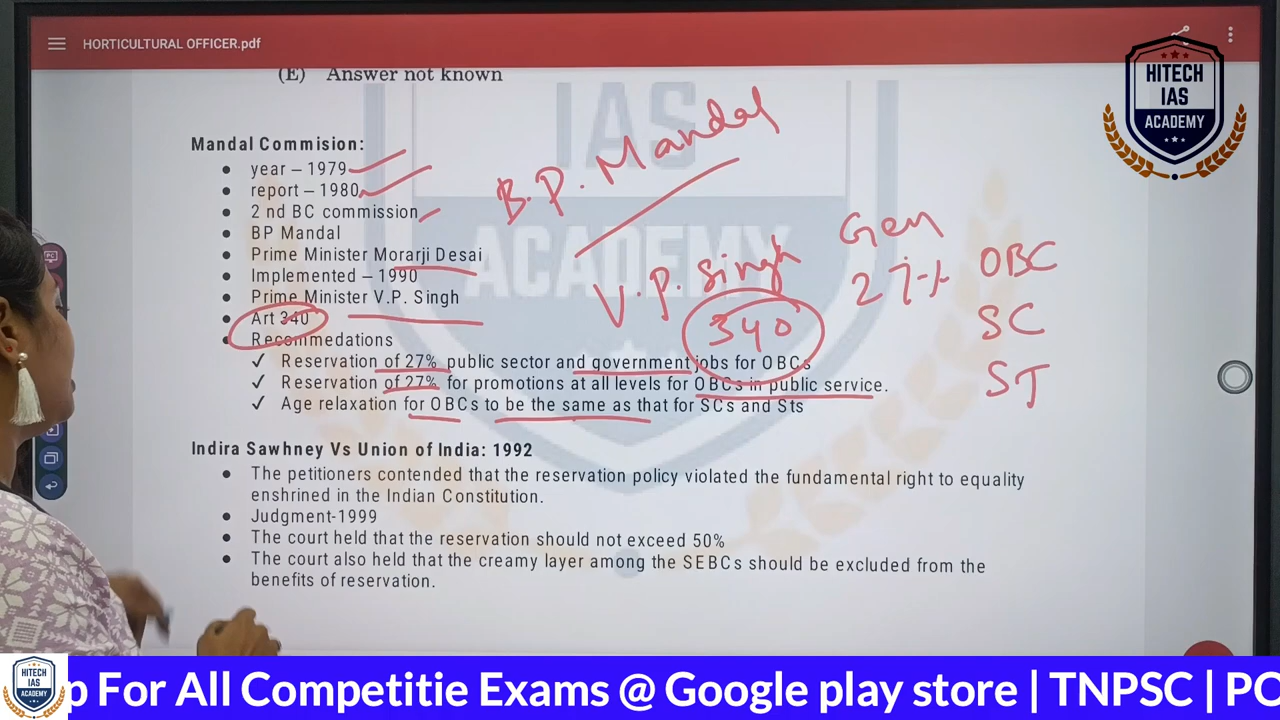 HORTICULTURAL OFFICER.pdf
HITECH
IAS
ACADEMY
(E) Answer not known
IAS
ACADEMY
Mandal Commision:
• year – 1979
• report – 1980
• 2 nd BC commission
• BP Mandal
• Prime Minister Morarji Desai
• Implemented – 1990
• Prime Minister V.P. Singh
• Art 340
• Recommedations
✓ Reservation of 27% public sector and government jobs for OBCs
✓ Reservation of 27% for promotions at all levels for OBCs in public service.
✓ Age relaxation for OBCs to be the same as that for SCs and Sts
B.P. Mandal
V.P. Singh
340
Gen
27%
OBC
SC
ST
Indira Sawhney Vs Union of India: 1992
• The petitioners contended that the reservation policy violated the fundamental right to equality
enshrined in the Indian Constitution.
• Judgment-1999
• The court held that the reservation should not exceed 50%
• The court also held that the creamy layer among the SEBCs should be excluded from the
benefits of reservation.
HITECH
IAS
ACADEMY
p For All Competitie Exams @ Google play store | TNPSC | PC